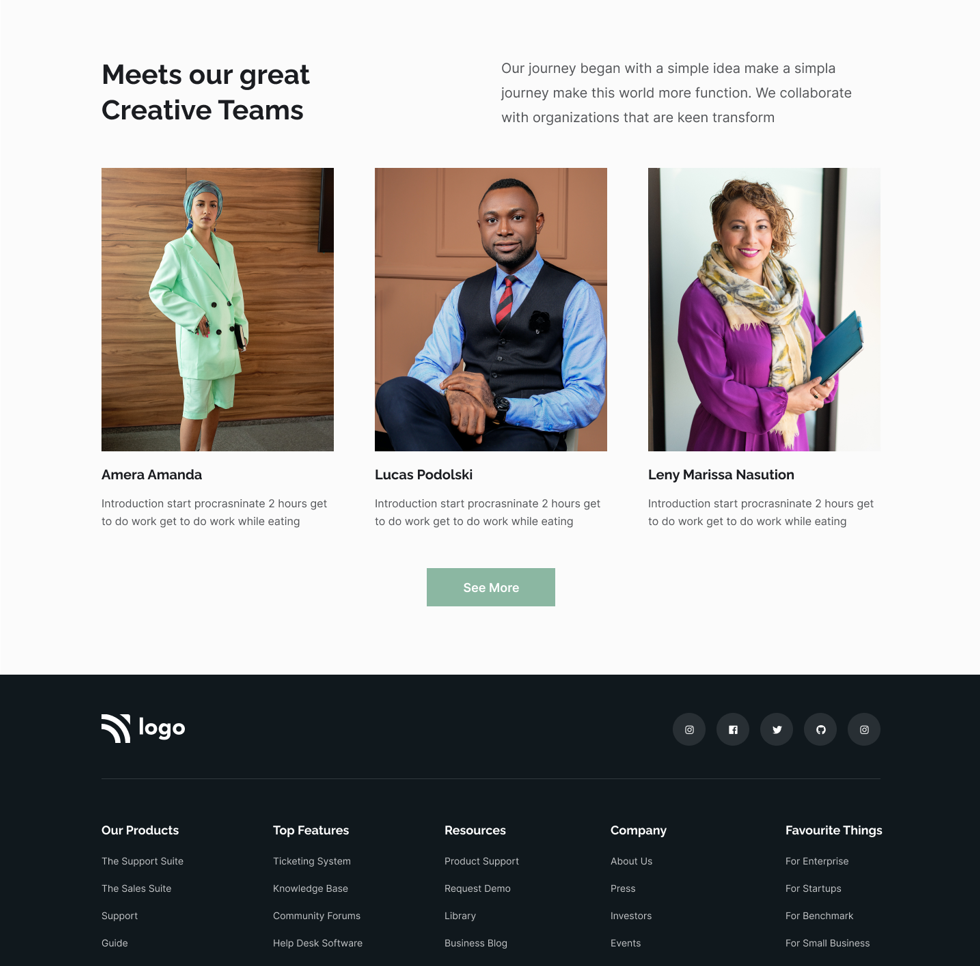 Meets our great
Creative Teams
Our journey began with a simple idea make a simpla
journey make this world more function. We collaborate
with organizations that are keen transform
Amera Amanda
Introduction start procrasninate 2 hours get
to do work get to do work while eating
Lucas Podolski
Introduction start procrasninate 2 hours get
to do work get to do work while eating
Leny Marissa Nasution
Introduction start procrasninate 2 hours get
to do work get to do work while eating
See More
logo
Our Products
The Support Suite
The Sales Suite
Support
Guide
Top Features
Ticketing System
Knowledge Base
Community Forums
Help Desk Software
Resources
Product Support
Request Demo
Library
Business Blog
Company
About Us
Press
Investors
Events
Favourite Things
For Enterprise
For Startups
For Benchmark
For Small Business